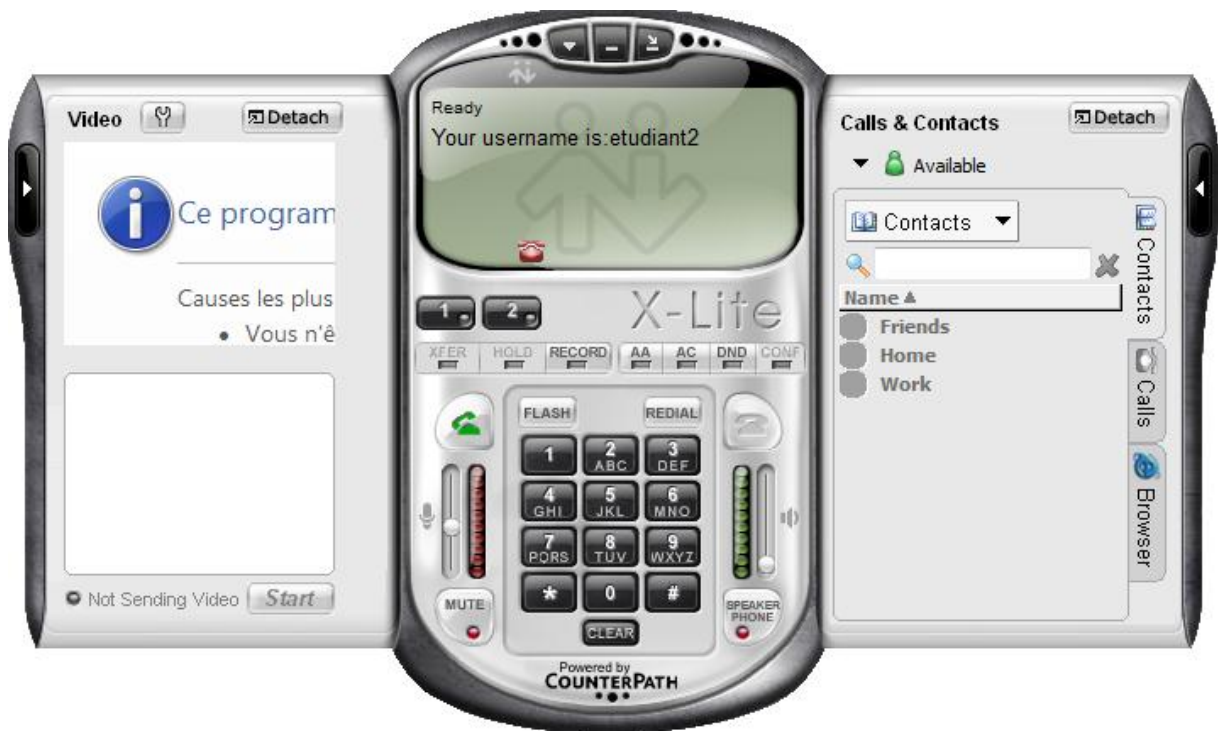 Video
Detach
Ce program
Causes les plus
• Vous n'ê
Not Sending Video
Start
Ready
Your username is:etudiant2
1
2
X-Lite
XFER HOLD RECORD AA AC DND CONF
FLASH REDIAL
1 2 ABC 3 DEF
4 GHI 5 JKL 6 MNO
7 PQRS 8 TUV 9 WXYZ
* 0 #
MUTE
SPEAKER
PHONE
CLEAR
Powered by
COUNTERPATH
Calls & Contacts
Detach
Available
Contacts
Name
Friends
Home
Work
Contacts
Calls
Browser